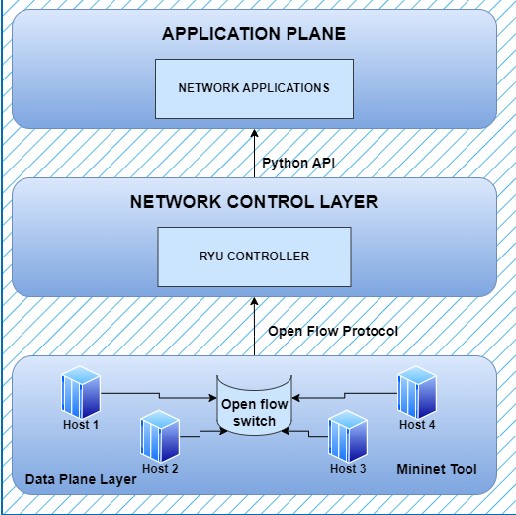 APPLICATION PLANE
NETWORK APPLICATIONS
Python API
NETWORK CONTROL LAYER
RYU CONTROLLER
Open Flow Protocol
Host 1
Open flow
switch
Host 4
Host 2
Host 3
Mininet Tool
Data Plane Layer